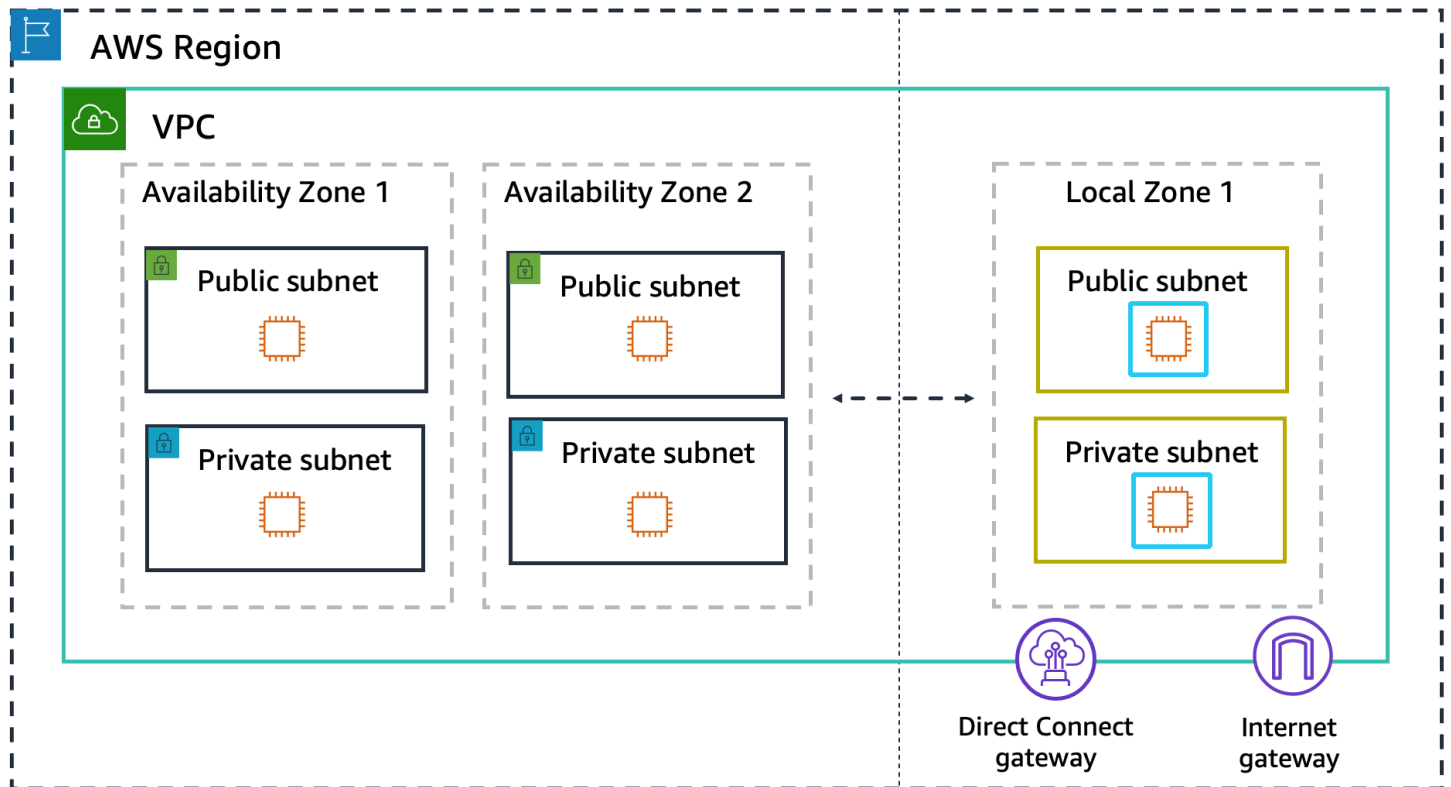 AWS Region
VPC
Availability Zone 1
Public subnet
Private subnet
Availability Zone 2
Public subnet
Private subnet
Local Zone 1
Public subnet
Private subnet
Direct Connect
gateway
Internet
gateway